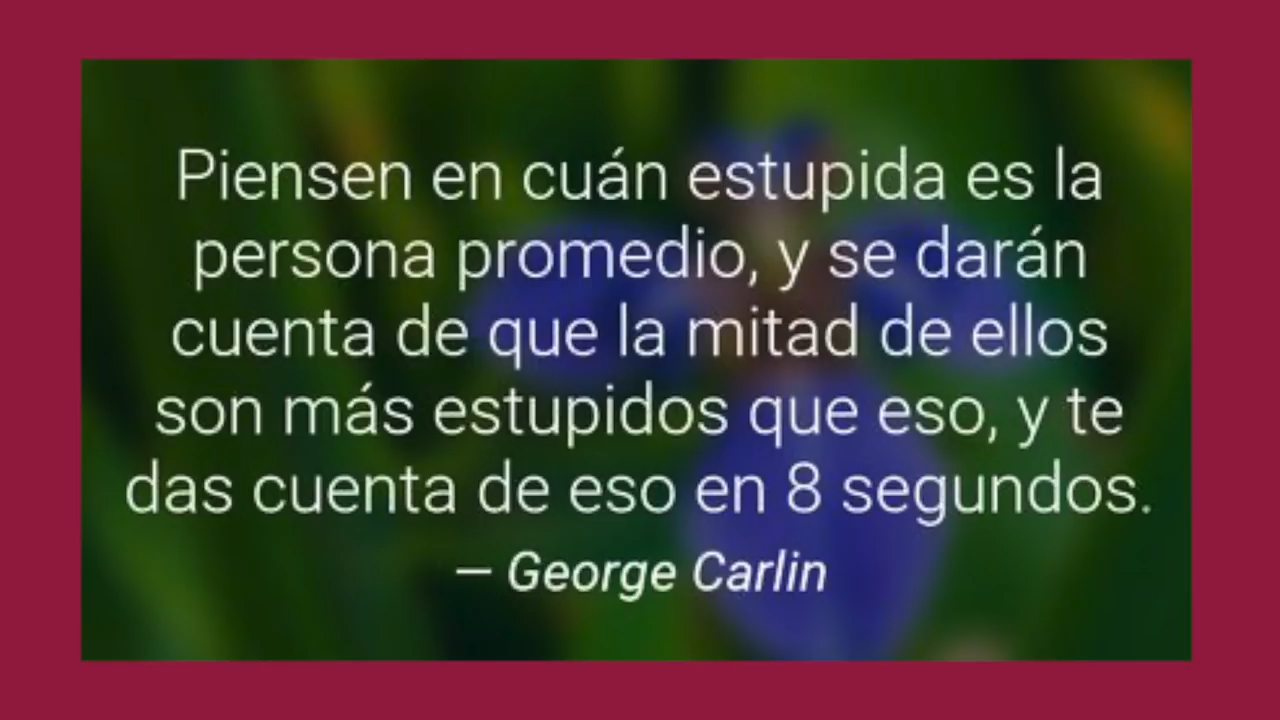 Piensen en cuán estupida es la
persona promedio, y se darán
cuenta de que la mitad de ellos
son más estupidos que eso, y te
das cuenta de eso en 8 segundos.
— George Carlin